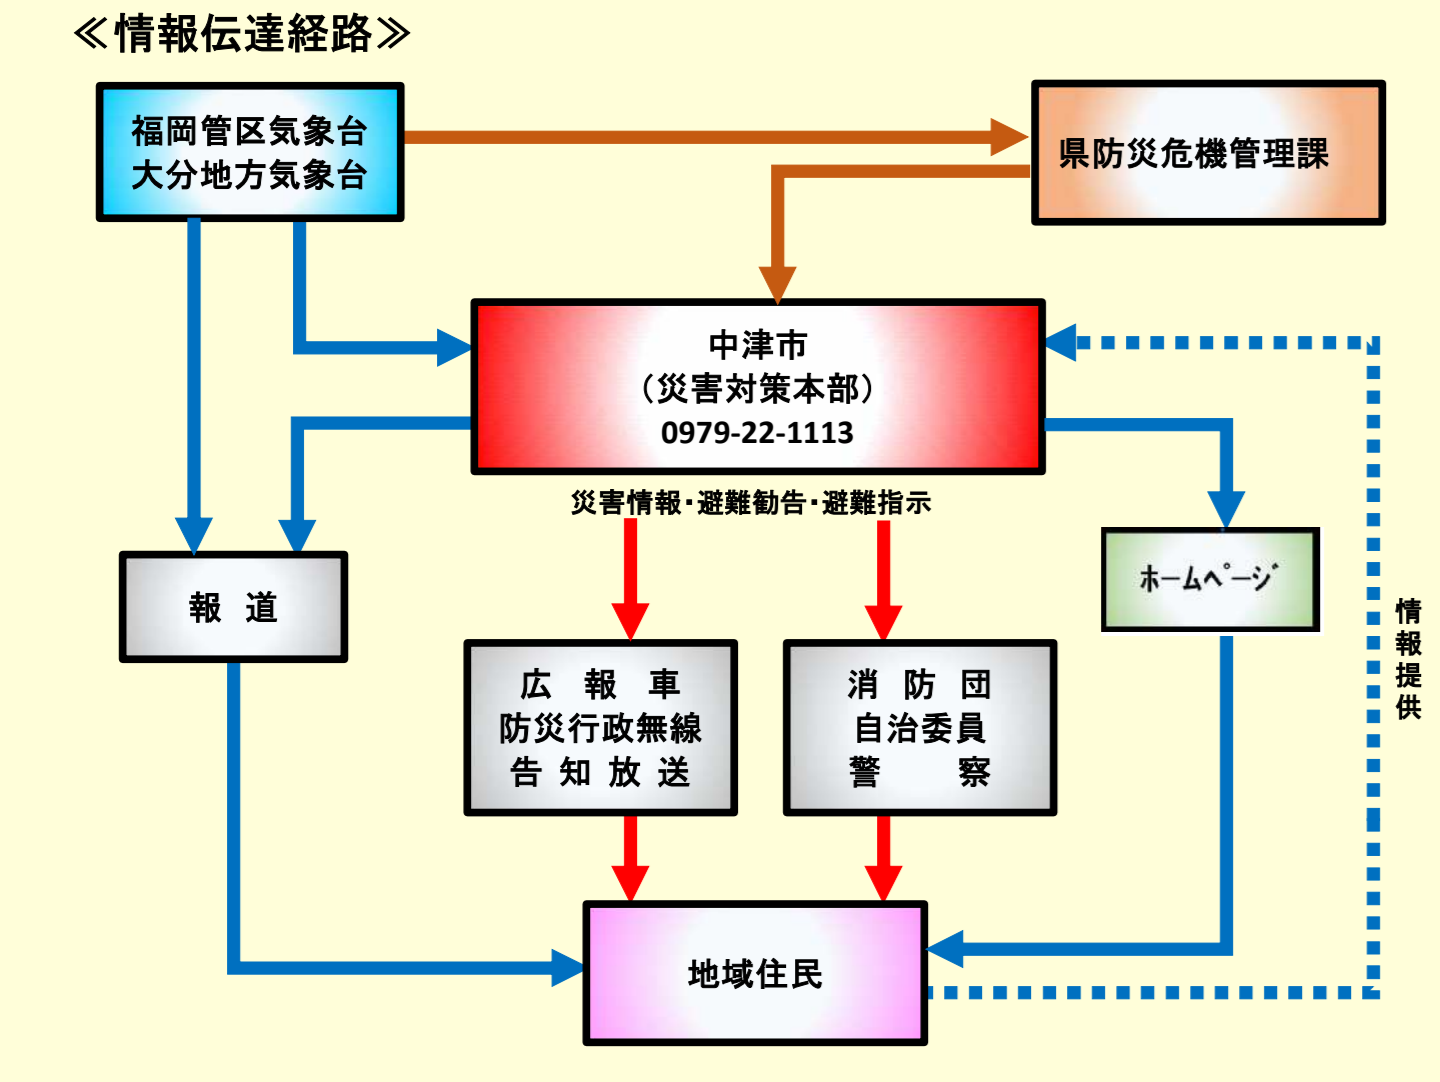 ≪情報伝達経路≫
福岡管区気象台
大分地方気象台
県防災危機管理課
中津市
（災害対策本部）
0979-22-1113
災害情報・避難勧告・避難指示
報　道
ﾎｰﾑﾍﾟｰｼﾞ
広　報　車
防災行政無線
告 知 放 送
消 防 団
自治委員
警　　察
情報提供
地域住民